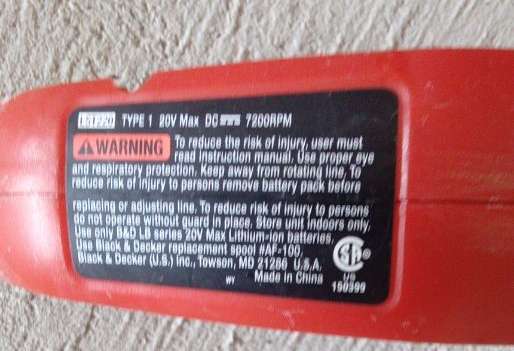 TYPE 1 20V Max DC 7200RPM
WARNING
To reduce the risk of injury, user must
read instruction manual. Use proper eye
and respiratory protection. Keep away from rotating line. To
reduce risk of injury to persons remove battery pack before
replacing or adjusting line. To reduce risk of injury to persons
do not operate without guard in place. Store unit indoors only.
Use only B&D LB series 20V Max Lithium-ion batteries.
Use Black & Decker replacement spool #AF-100
Black & Decker (U.S.) Inc., Towson, MD 21286 U.S.A.
Made in China
WY
US
150399